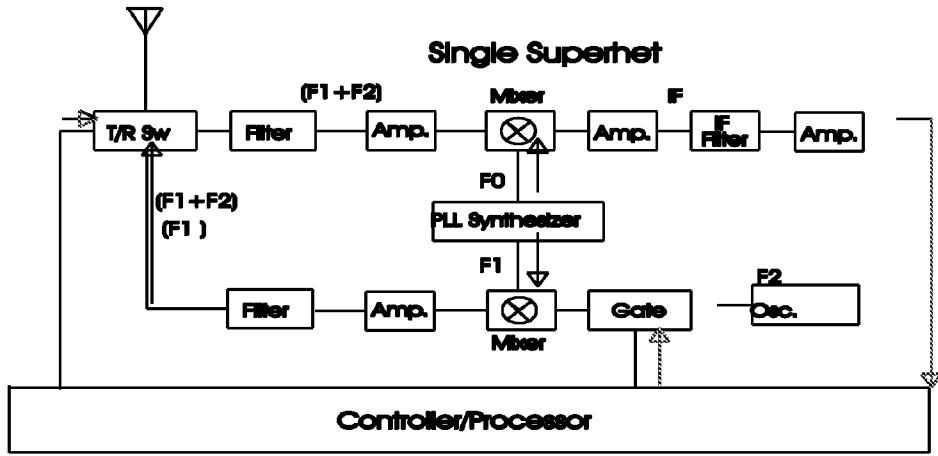 Single Superhet
(F1+F2)
Mixer
IF
T/R Sw
Filter
Amp.
Amp.
IF
Filter
Amp.
F0
(F1+F2)
(F1 )
PLL Synthesizer
F1
F2
Filter
Amp.
Gate
Osc.
Mixer
Controller/Processor